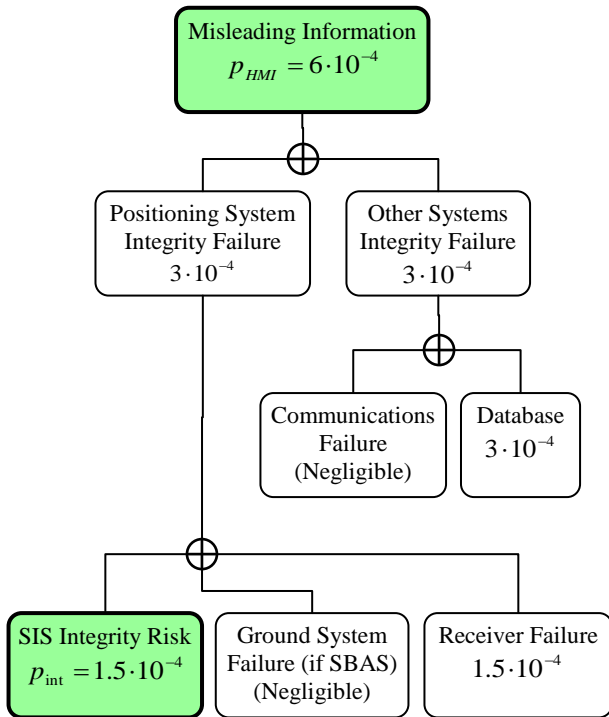 Misleading Information
p_HMI = 6·10⁻⁴
Positioning System
Integrity Failure
3·10⁻⁴
Other Systems
Integrity Failure
3·10⁻⁴
Communications
Failure
(Negligible)
Database
3·10⁻⁴
SIS Integrity Risk
p_int = 1.5·10⁻⁴
Ground System
Failure (if SBAS)
(Negligible)
Receiver Failure
1.5·10⁻⁴